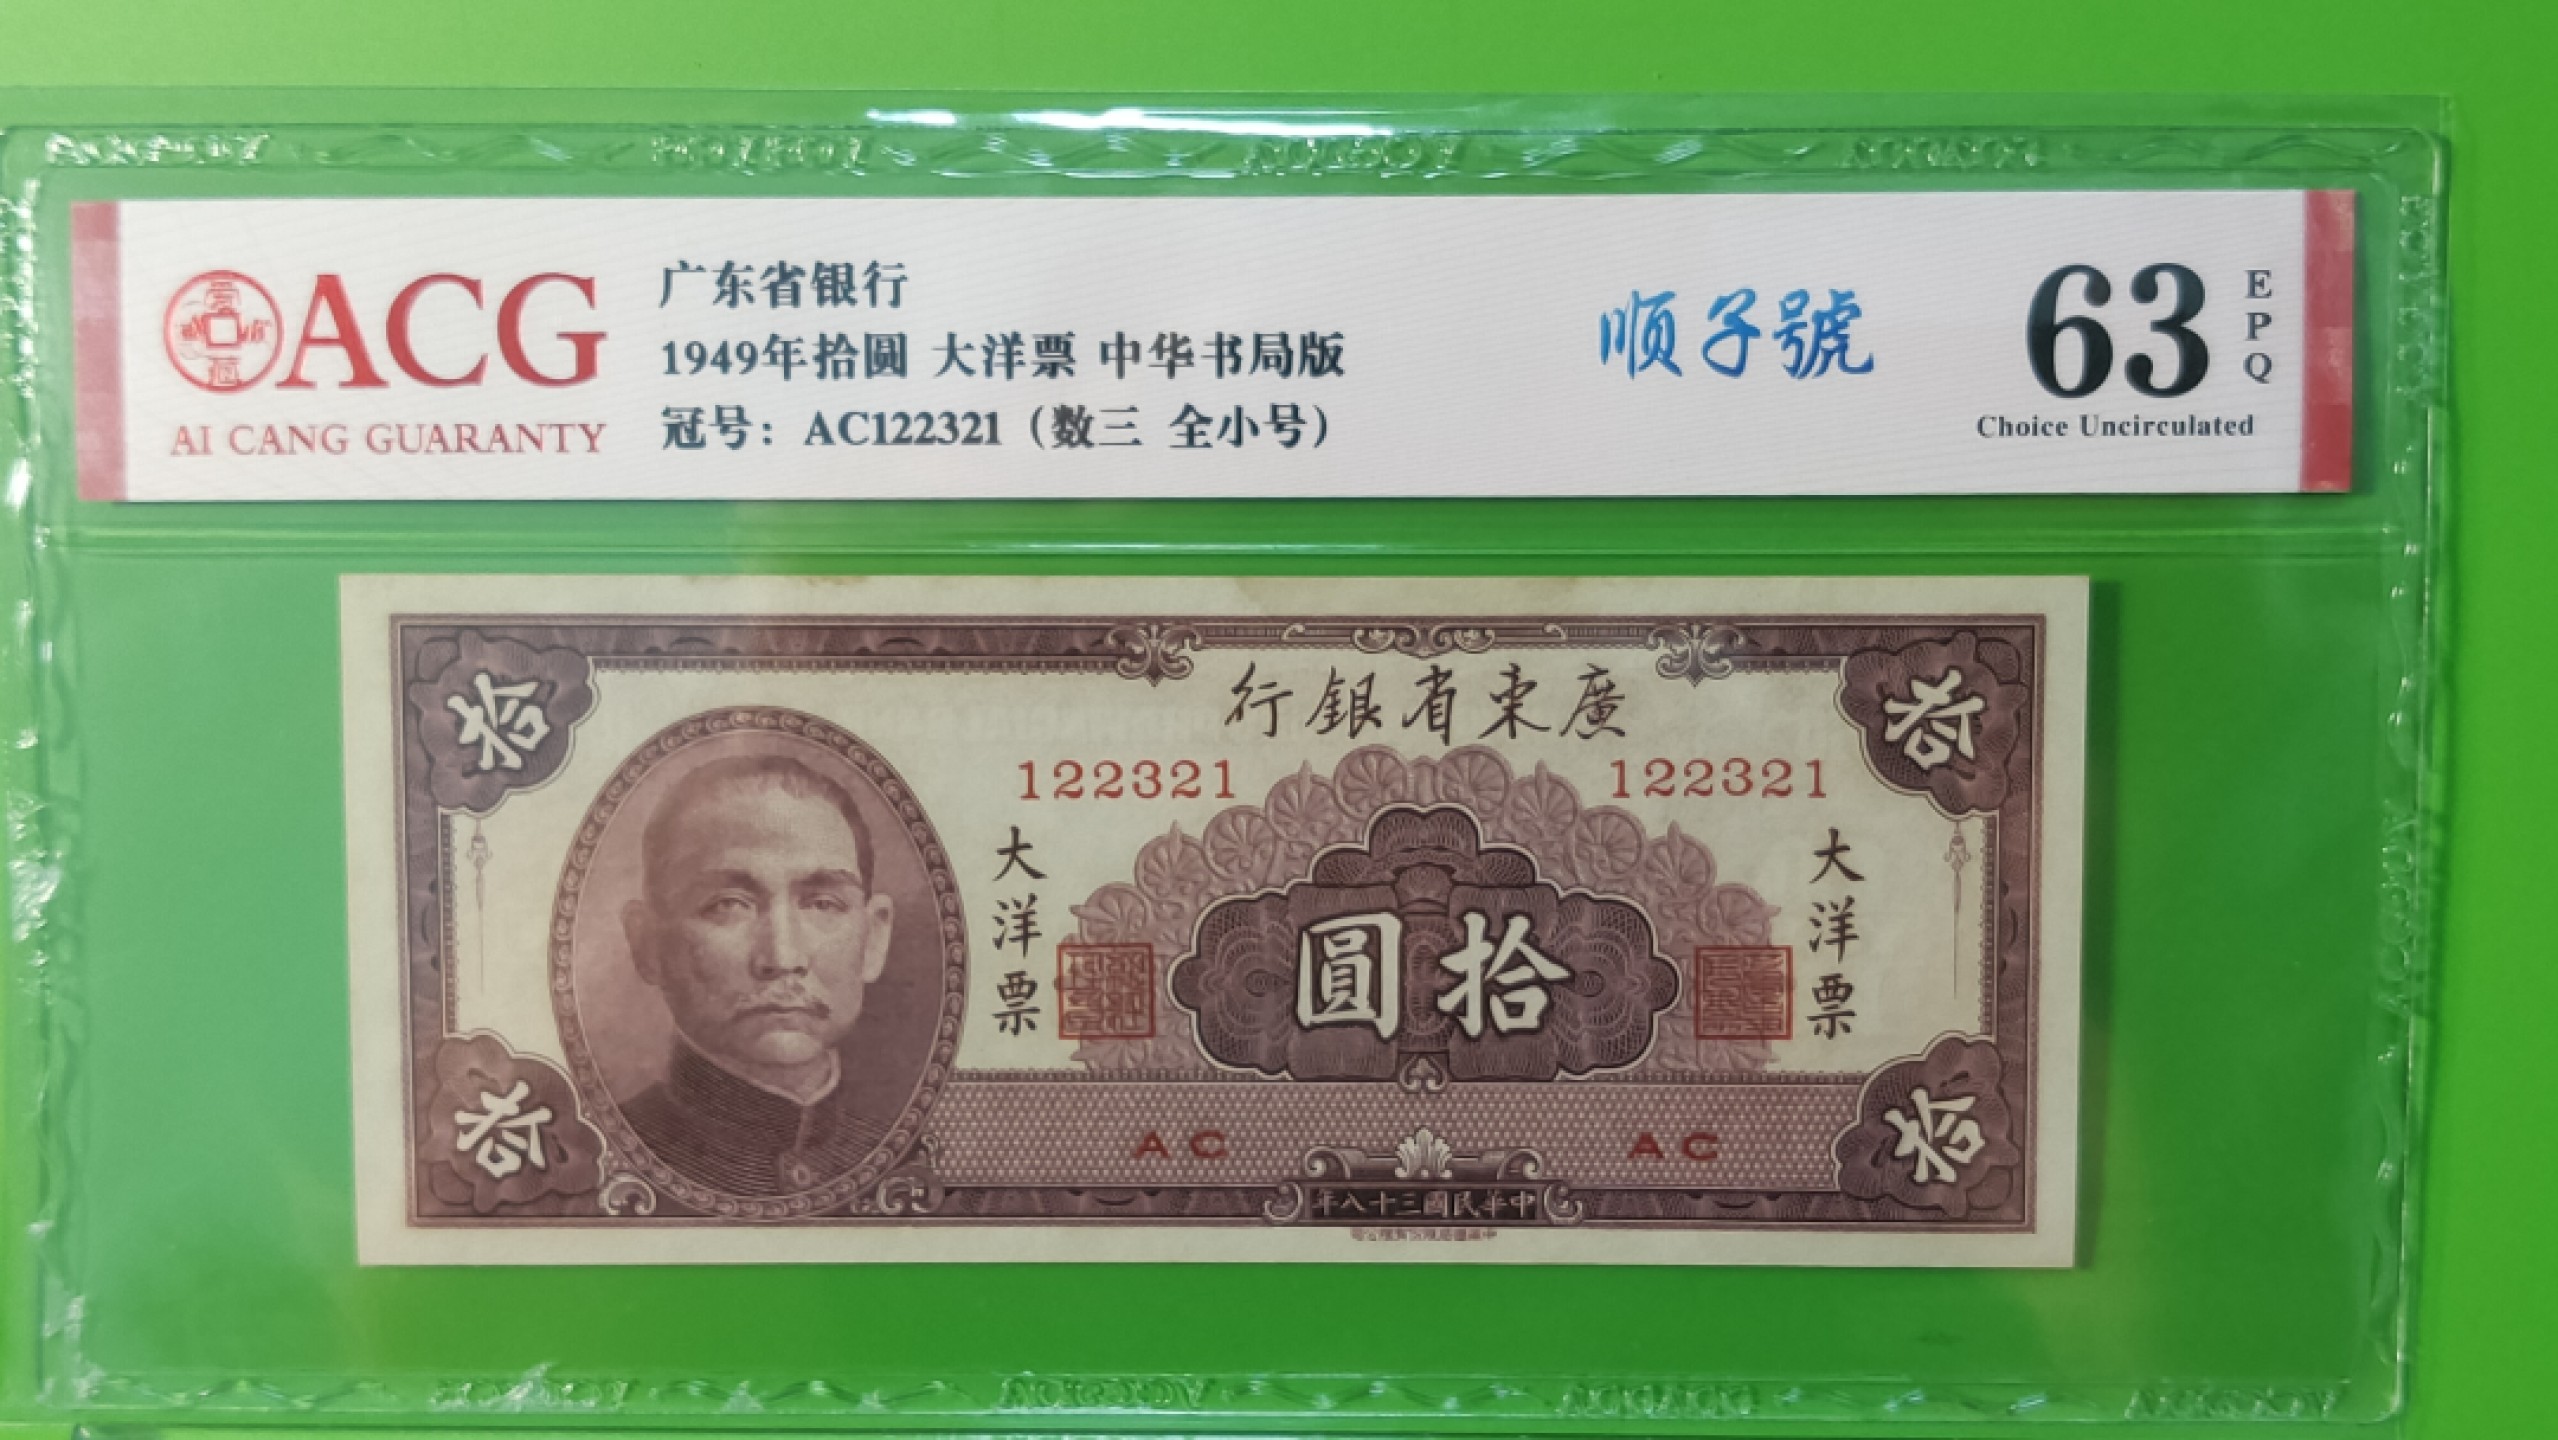 ACG
AI CANG GUARANTY
广东省银行
1949年拾圆 大洋票 中华书局版
冠号：AC122321（数三 全小号）
顺子號
63
EPQ
Choice Uncirculated
拾
拾
行銀省東廣
122321
122321
大洋票
大洋票
圓拾
AC
AC
拾
拾
年八十三國民華中